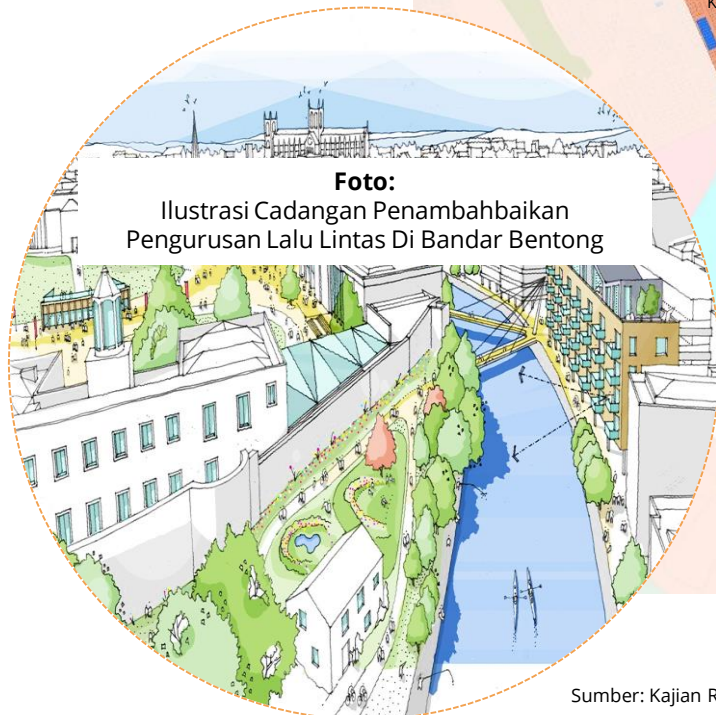 K
Foto:
Ilustrasi Cadangan Penambahbaikan
Pengurusan Lalu Lintas Di Bandar Bentong
Sumber: Kajian R